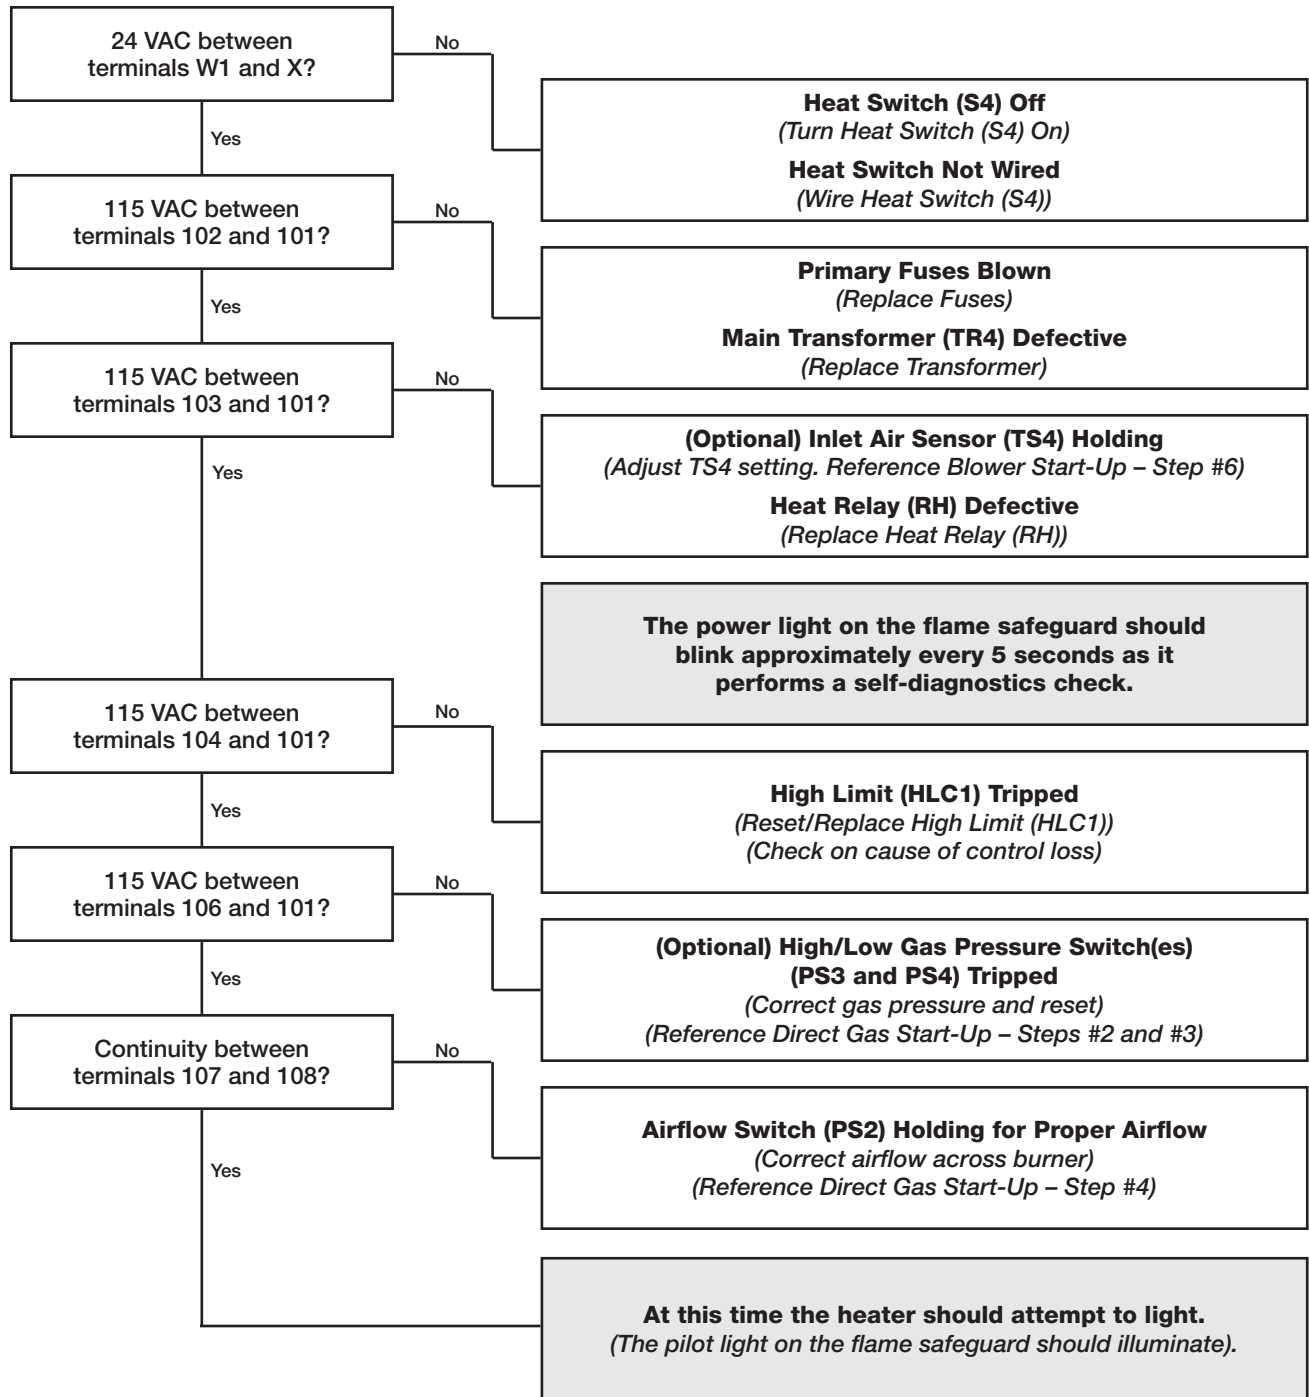 24 VAC between
terminals W1 and X?
No
Heat Switch (S4) Off
(Turn Heat Switch (S4) On)
Heat Switch Not Wired
(Wire Heat Switch (S4))
Yes
115 VAC between
terminals 102 and 101?
No
Primary Fuses Blown
(Replace Fuses)
Main Transformer (TR4) Defective
(Replace Transformer)
Yes
115 VAC between
terminals 103 and 101?
No
(Optional) Inlet Air Sensor (TS4) Holding
(Adjust TS4 setting. Reference Blower Start-Up – Step #6)
Heat Relay (RH) Defective
(Replace Heat Relay (RH))
Yes
The power light on the flame safeguard should
blink approximately every 5 seconds as it
performs a self-diagnostics check.
115 VAC between
terminals 104 and 101?
No
High Limit (HLC1) Tripped
(Reset/Replace High Limit (HLC1))
(Check on cause of control loss)
Yes
115 VAC between
terminals 106 and 101?
No
(Optional) High/Low Gas Pressure Switch(es)
(PS3 and PS4) Tripped
(Correct gas pressure and reset)
(Reference Direct Gas Start-Up – Steps #2 and #3)
Yes
Continuity between
terminals 107 and 108?
No
Airflow Switch (PS2) Holding for Proper Airflow
(Correct airflow across burner)
(Reference Direct Gas Start-Up – Step #4)
Yes
At this time the heater should attempt to light.
(The pilot light on the flame safeguard should illuminate).